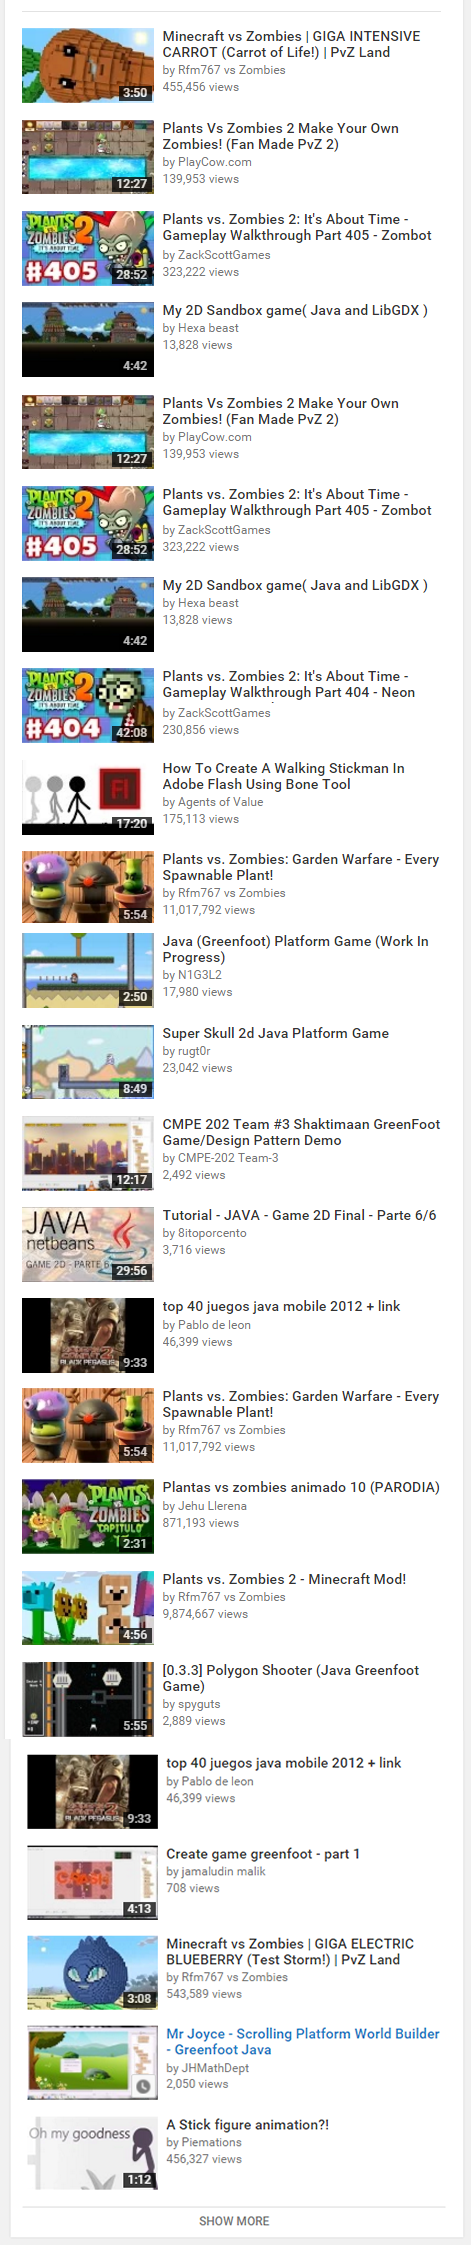 Minecraft vs Zombies | GIGA INTENSIVE
CARROT (Carrot of Life!) | PvZ Land
by Rfm767 vs Zombies
455,456 views
3:50
Plants Vs Zombies 2 Make Your Own
Zombies! (Fan Made PvZ 2)
by PlayCow.com
139,953 views
12:27
Plants vs. Zombies 2: It's About Time -
Gameplay Walkthrough Part 405 - Zombot
by ZackScottGames
323,222 views
PLANTS
VS
ZOMBIES 2
IT'S ABOUT TIME
#405
28:52
My 2D Sandbox game( Java and LibGDX )
by Hexa beast
13,828 views
4:42
Plants Vs Zombies 2 Make Your Own
Zombies! (Fan Made PvZ 2)
by PlayCow.com
139,953 views
12:27
Plants vs. Zombies 2: It's About Time -
Gameplay Walkthrough Part 405 - Zombot
by ZackScottGames
323,222 views
PLANTS
VS
ZOMBIES 2
IT'S ABOUT TIME
#405
28:52
My 2D Sandbox game( Java and LibGDX )
by Hexa beast
13,828 views
4:42
Plants vs. Zombies 2: It's About Time -
Gameplay Walkthrough Part 404 - Neon
by ZackScottGames
230,856 views
PLANTS
VS
ZOMBIES 2
IT'S ABOUT TIME
#404
42:08
How To Create A Walking Stickman In
Adobe Flash Using Bone Tool
by Agents of Value
175,113 views
Fl
17:20
Plants vs. Zombies: Garden Warfare - Every
Spawnable Plant!
by Rfm767 vs Zombies
11,017,792 views
5:54
Java (Greenfoot) Platform Game (Work In
Progress)
by N1G3L2
17,980 views
2:50
Super Skull 2d Java Platform Game
by rugt0r
23,042 views
8:49
CMPE 202 Team #3 Shaktimaan GreenFoot
Game/Design Pattern Demo
by CMPE-202 Team-3
2,492 views
12:17
Tutorial - JAVA - Game 2D Final - Parte 6/6
by 8itoporcento
3,716 views
JAVA
netbeans
GAME 2D - PARTE 6
29:56
top 40 juegos java mobile 2012 + link
by Pablo de leon
46,399 views
BLACK PEGASUS
9:33
Plants vs. Zombies: Garden Warfare - Every
Spawnable Plant!
by Rfm767 vs Zombies
11,017,792 views
5:54
Plantas vs zombies animado 10 (PARODIA)
by Jehu Llerena
871,193 views
PLANTS
VS
ZOMBIES
CAPITULO
2:31
Plants vs. Zombies 2 - Minecraft Mod!
by Rfm767 vs Zombies
9,874,667 views
4:56
[0.3.3] Polygon Shooter (Java Greenfoot
Game)
by spyguts
2,889 views
5:55
top 40 juegos java mobile 2012 + link
by Pablo de leon
46,399 views
BLACK PEGASUS
9:33
Create game greenfoot - part 1
by jamaludin malik
708 views
4:13
Minecraft vs Zombies | GIGA ELECTRIC
BLUEBERRY (Test Storm!) | PvZ Land
by Rfm767 vs Zombies
543,589 views
3:08
Mr Joyce - Scrolling Platform World Builder
- Greenfoot Java
by JHMathDept
2,050 views
A Stick figure animation?!
by Piemations
456,327 views
Oh my goodness
1:12
SHOW MORE